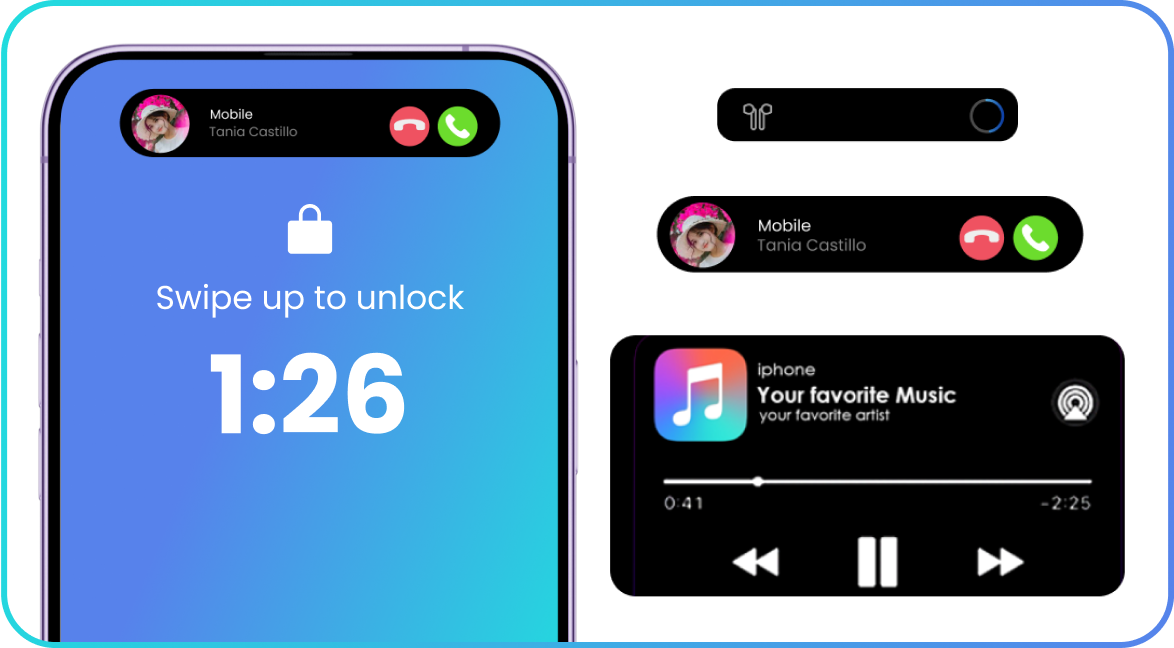 Mobile
Tania Castillo
Swipe up to unlock
1:26
Mobile
Tania Castillo
iphone
Your favorite Music
your favorite artist
0:41
-2:25